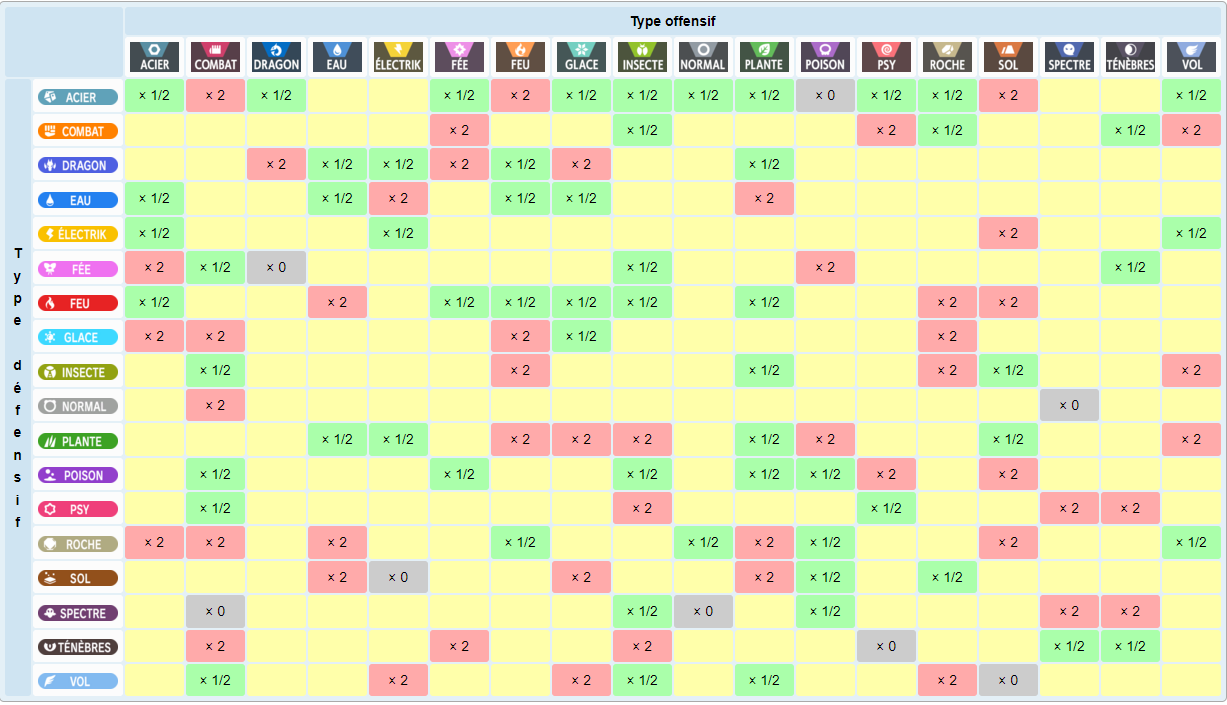 Type offensif
ACIER COMBAT DRAGON EAU ÉLECTRIK FÉE FEU GLACE INSECTE NORMAL PLANTE POISON PSY ROCHE SOL SPECTRE TÉNÈBRES VOL
Type défensif
ACIER × 1/2 × 2 × 1/2 × 1/2 × 2 × 1/2 × 1/2 × 1/2 × 1/2 × 0 × 1/2 × 1/2 × 2 × 1/2
COMBAT × 2 × 1/2 × 2 × 1/2 × 1/2 × 2
DRAGON × 2 × 1/2 × 1/2 × 2 × 1/2 × 2 × 1/2
EAU × 1/2 × 1/2 × 2 × 1/2 × 1/2 × 2
ÉLECTRIK × 1/2 × 1/2 × 2 × 1/2
FÉE × 2 × 1/2 × 0 × 1/2 × 2 × 1/2
FEU × 1/2 × 2 × 1/2 × 1/2 × 1/2 × 1/2 × 1/2 × 2 × 2
GLACE × 2 × 2 × 2 × 1/2 × 2
INSECTE × 1/2 × 2 × 1/2 × 2 × 1/2 × 2
NORMAL × 2 × 0
PLANTE × 1/2 × 1/2 × 2 × 2 × 2 × 1/2 × 2 × 1/2 × 2
POISON × 1/2 × 1/2 × 1/2 × 1/2 × 1/2 × 2 × 2
PSY × 1/2 × 2 × 1/2 × 2 × 2
ROCHE × 2 × 2 × 2 × 1/2 × 1/2 × 2 × 1/2 × 2 × 1/2
SOL × 2 × 0 × 2 × 2 × 1/2 × 1/2
SPECTRE × 0 × 1/2 × 0 × 1/2 × 2 × 2
TÉNÈBRES × 2 × 2 × 2 × 0 × 1/2 × 1/2
VOL × 1/2 × 2 × 2 × 1/2 × 1/2 × 2 × 0